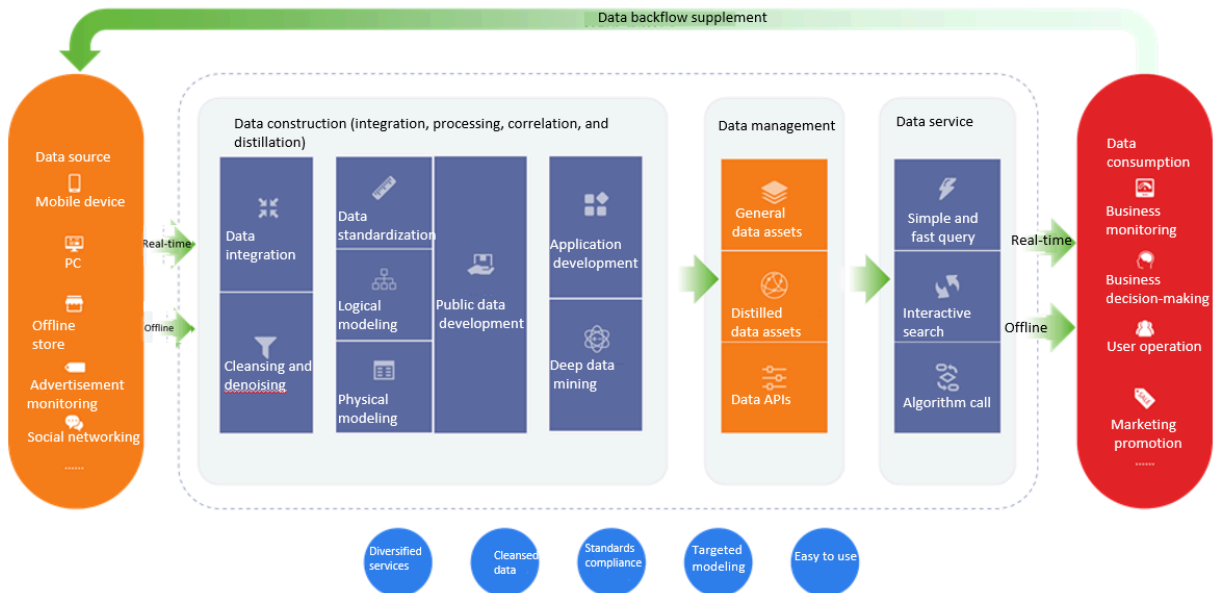 Data backflow supplement
Data source
Mobile device
PC
Offline
store
Advertisement
monitoring
Social networking
......
Real-time
Offline
Data construction (integration, processing, correlation, and
distillation)
Data
integration
Cleansing and
denoising
Data
standardization
Logical
modeling
Physical
modeling
Public data
development
Application
development
Deep data
mining
Data management
General
data assets
Distilled
data assets
Data APIs
Data service
Simple and
fast query
Interactive
search
Algorithm call
Real-time
Offline
Data
consumption
Business
monitoring
Business
decision-making
User operation
SALE
Marketing
promotion
......
Diversified
services
Cleansed
data
Standards
compliance
Targeted
modeling
Easy to use